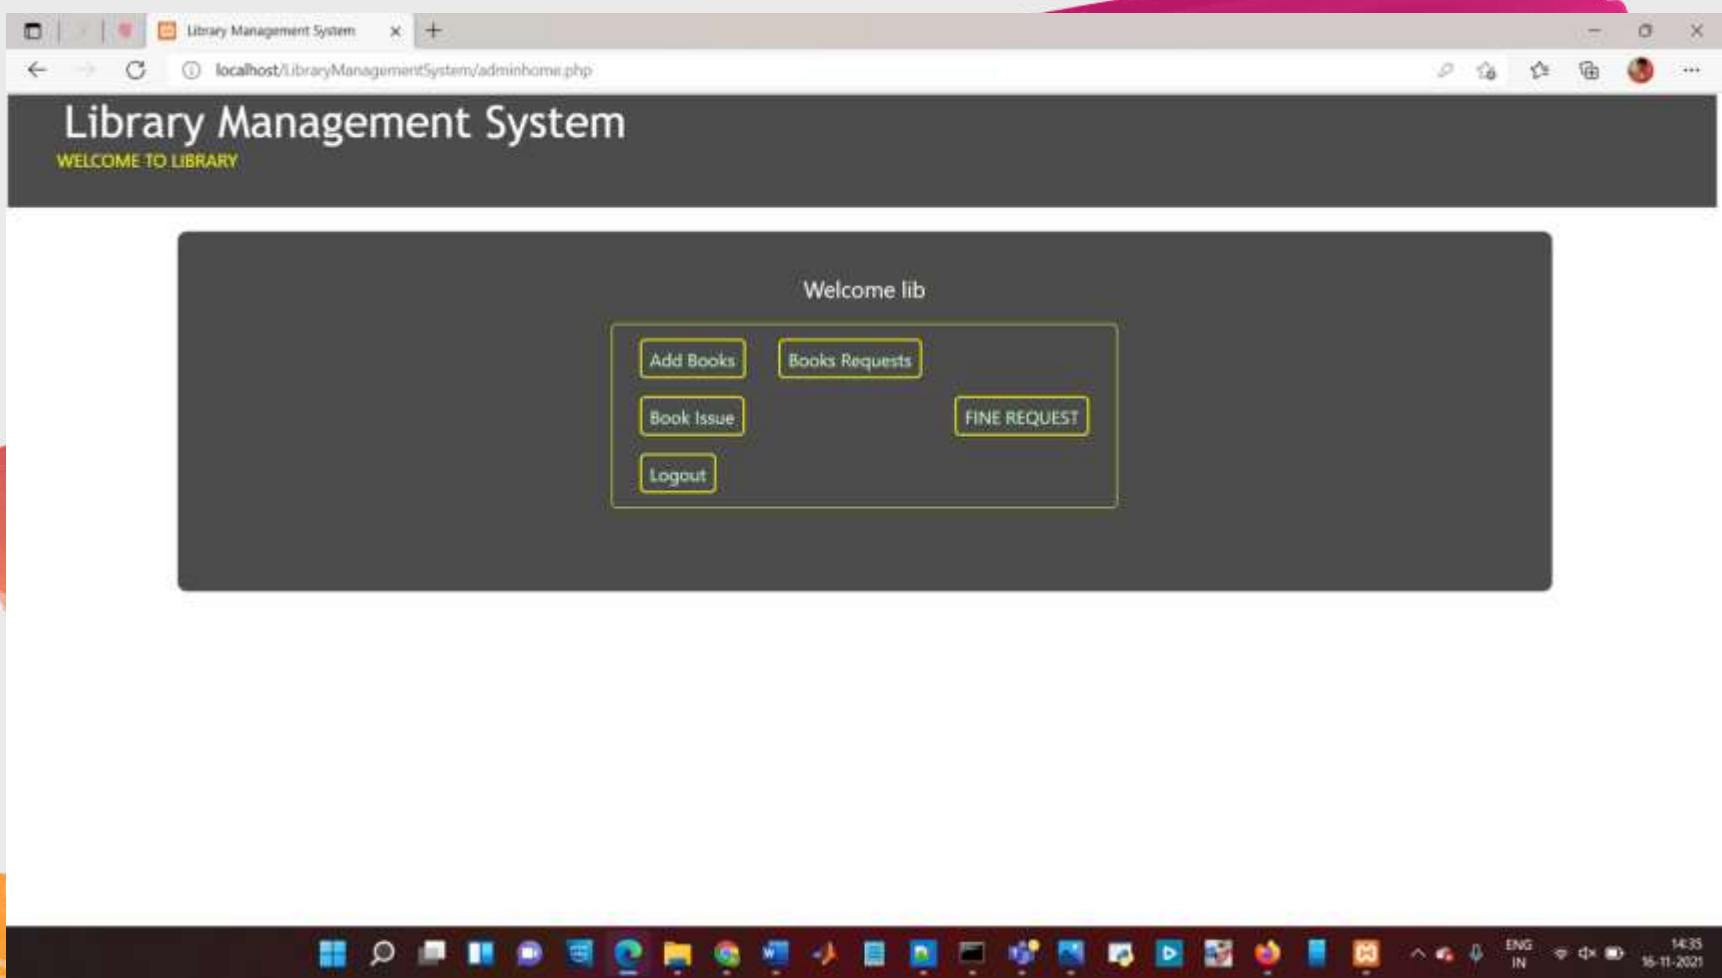 Library Management System
localhost/LibraryManagementSystem/adminhome.php
Library Management System
WELCOME TO LIBRARY
Welcome lib
Add Books Books Requests
Book Issue FINE REQUEST
Logout
ENG 14:35
IN 16-11-2021